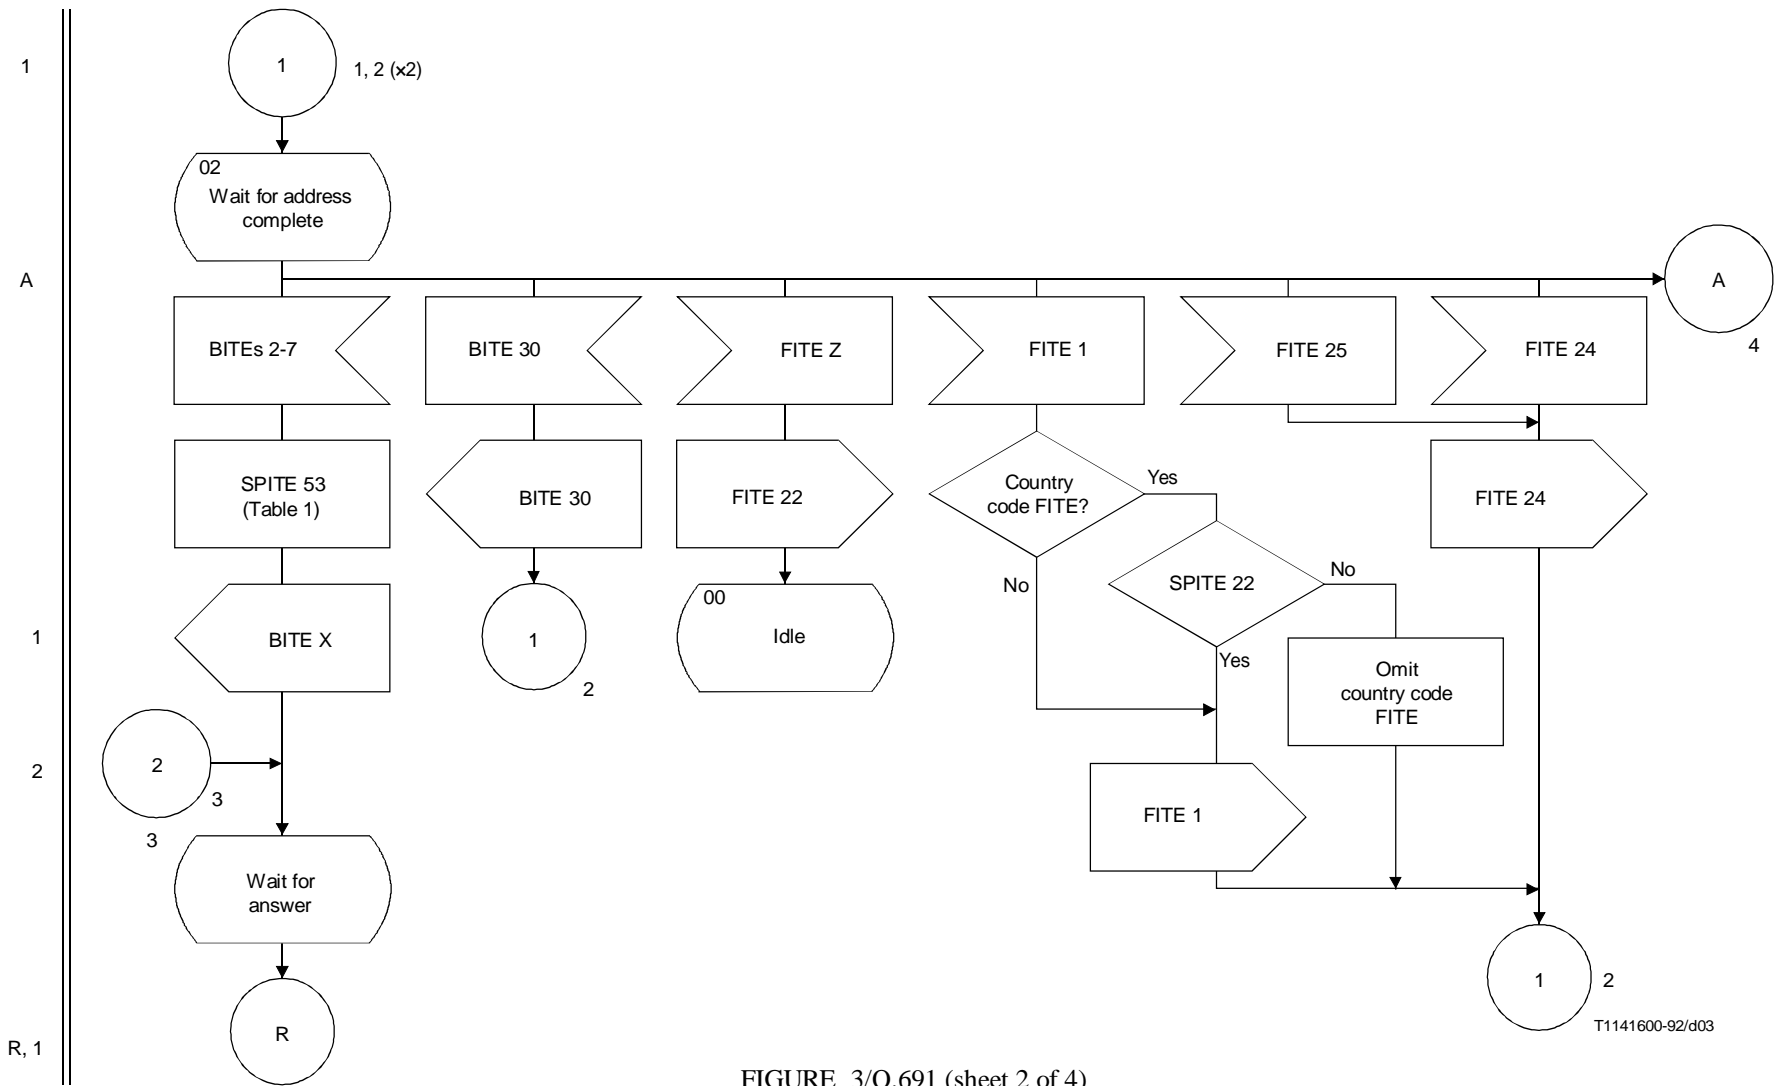 1
1
1, 2 (×2)
02
Wait for address
complete
A
A
4
BITEs 2-7
BITE 30
FITE Z
FITE 1
FITE 25
FITE 24
SPITE 53
(Table 1)
BITE 30
FITE 22
Country
code FITE?
Yes
No
FITE 24
SPITE 22
No
Yes
1
BITE X
1
2
00
Idle
Omit
country code
FITE
2
2
3
3
FITE 1
Wait for
answer
1
2
R
R, 1
T1141600-92/d03
FIGURE 3/Q.691 (sheet 2 of 4)